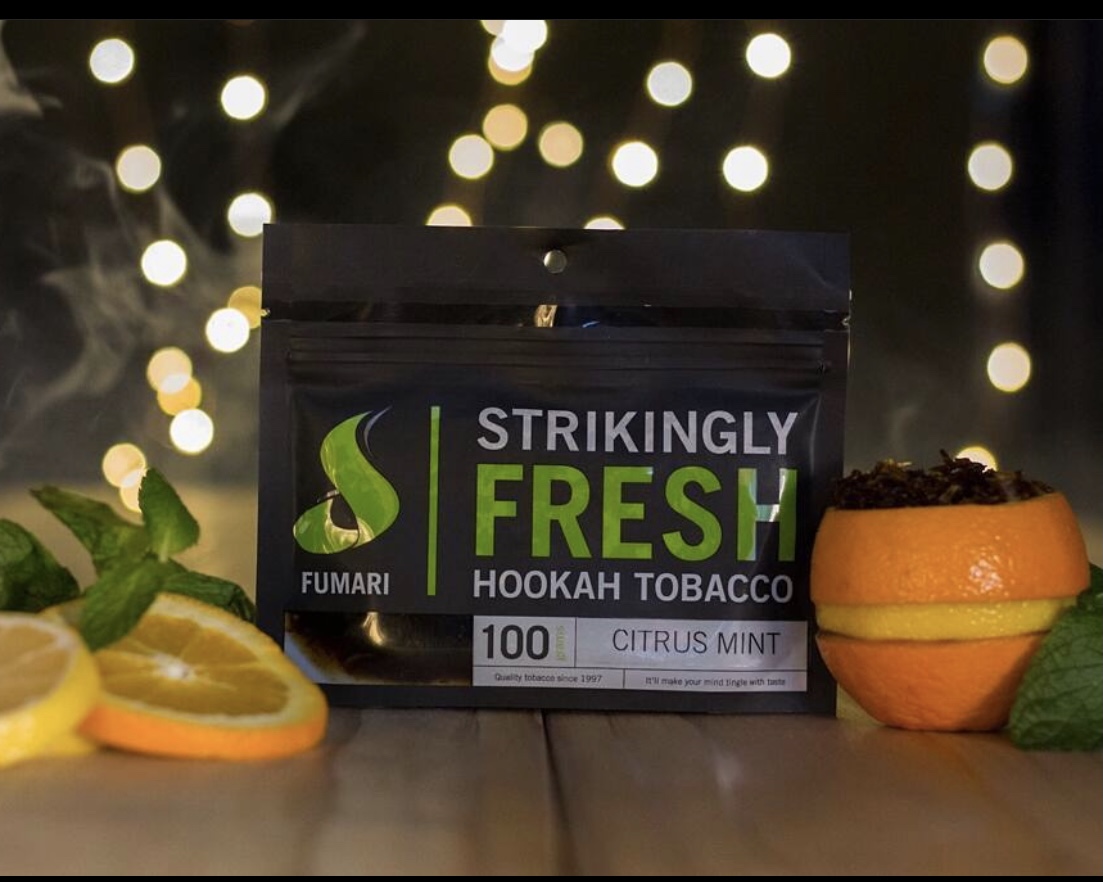 STRIKINGLY
FRESH
FUMARI
HOOKAH TOBACCO
100 grams
CITRUS MINT
Quality tobacco since 1997
It'll make your mind tingle with taste